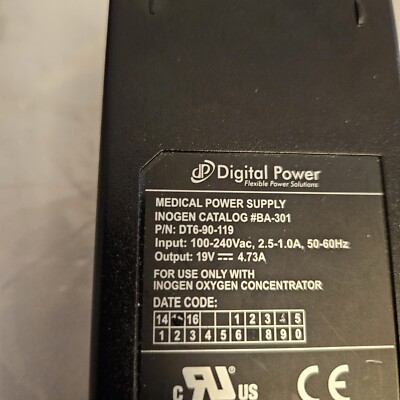 Digital Power
Flexible Power Solutions
MEDICAL POWER SUPPLY
INOGEN CATALOG #BA-301
P/N: DT6-90-119
Input: 100-240Vac, 2.5-1.0A, 50-60Hz
Output: 19V ⎓ 4.73A
FOR USE ONLY WITH
INOGEN OXYGEN CONCENTRATOR
DATE CODE:
14 16 1 2 3 4 5
1 2 3 4 5 6 8 9 0
c RU US CE